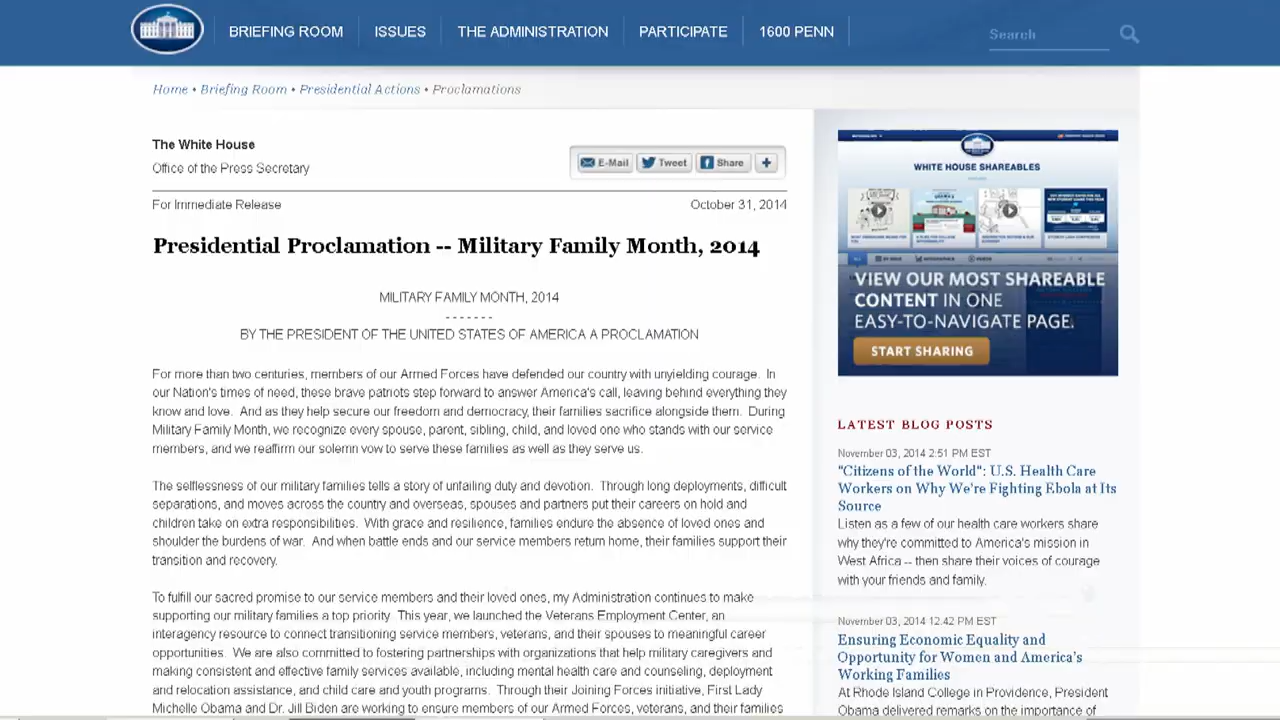 BRIEFING ROOM
ISSUES
THE ADMINISTRATION
PARTICIPATE
1600 PENN
Search
Home • Briefing Room • Presidential Actions • Proclamations
The White House
Office of the Press Secretary
E-Mail
Tweet
Share
For Immediate Release
October 31, 2014
Presidential Proclamation -- Military Family Month, 2014
MILITARY FAMILY MONTH, 2014
- - - - - - -
BY THE PRESIDENT OF THE UNITED STATES OF AMERICA A PROCLAMATION
For more than two centuries, members of our Armed Forces have defended our country with unyielding courage. In
our Nation's times of need, these brave patriots step forward to answer America's call, leaving behind everything they
know and love. And as they help secure our freedom and democracy, their families sacrifice alongside them. During
Military Family Month, we recognize every spouse, parent, sibling, child, and loved one who stands with our service
members, and we reaffirm our solemn vow to serve these families as well as they serve us.
The selflessness of our military families tells a story of unfailing duty and devotion. Through long deployments, difficult
separations, and moves across the country and overseas, spouses and partners put their careers on hold and
children take on extra responsibilities. With grace and resilience, families endure the absence of loved ones and
shoulder the burdens of war. And when battle ends and our service members return home, their families support their
transition and recovery.
To fulfill our sacred promise to our service members and their loved ones, my Administration continues to make
supporting our military families a top priority. This year, we launched the Veterans Employment Center, an
interagency resource to connect transitioning service members, veterans, and their spouses to meaningful career
opportunities. We are also committed to fostering partnerships with organizations that help military caregivers and
making consistent and effective family services available, including mental health care and counseling, deployment
and relocation assistance, and child care and youth programs. Through their Joining Forces initiative, First Lady
Michelle Obama and Dr. Jill Biden are working to ensure members of our Armed Forces, veterans, and their families
WHITE HOUSE SHAREABLES
VIEW OUR MOST SHAREABLE
CONTENT IN ONE
EASY-TO-NAVIGATE PAGE.
START SHARING
LATEST BLOG POSTS
November 03, 2014 2:51 PM EST
"Citizens of the World": U.S. Health Care
Workers on Why We're Fighting Ebola at Its
Source
Listen as a few of our health care workers share
why they're committed to America's mission in
West Africa -- then share their voices of courage
with your friends and family.
November 03, 2014 12:42 PM EST
Ensuring Economic Equality and
Opportunity for Women and America's
Working Families
At Rhode Island College in Providence, President
Obama delivered remarks on the importance of